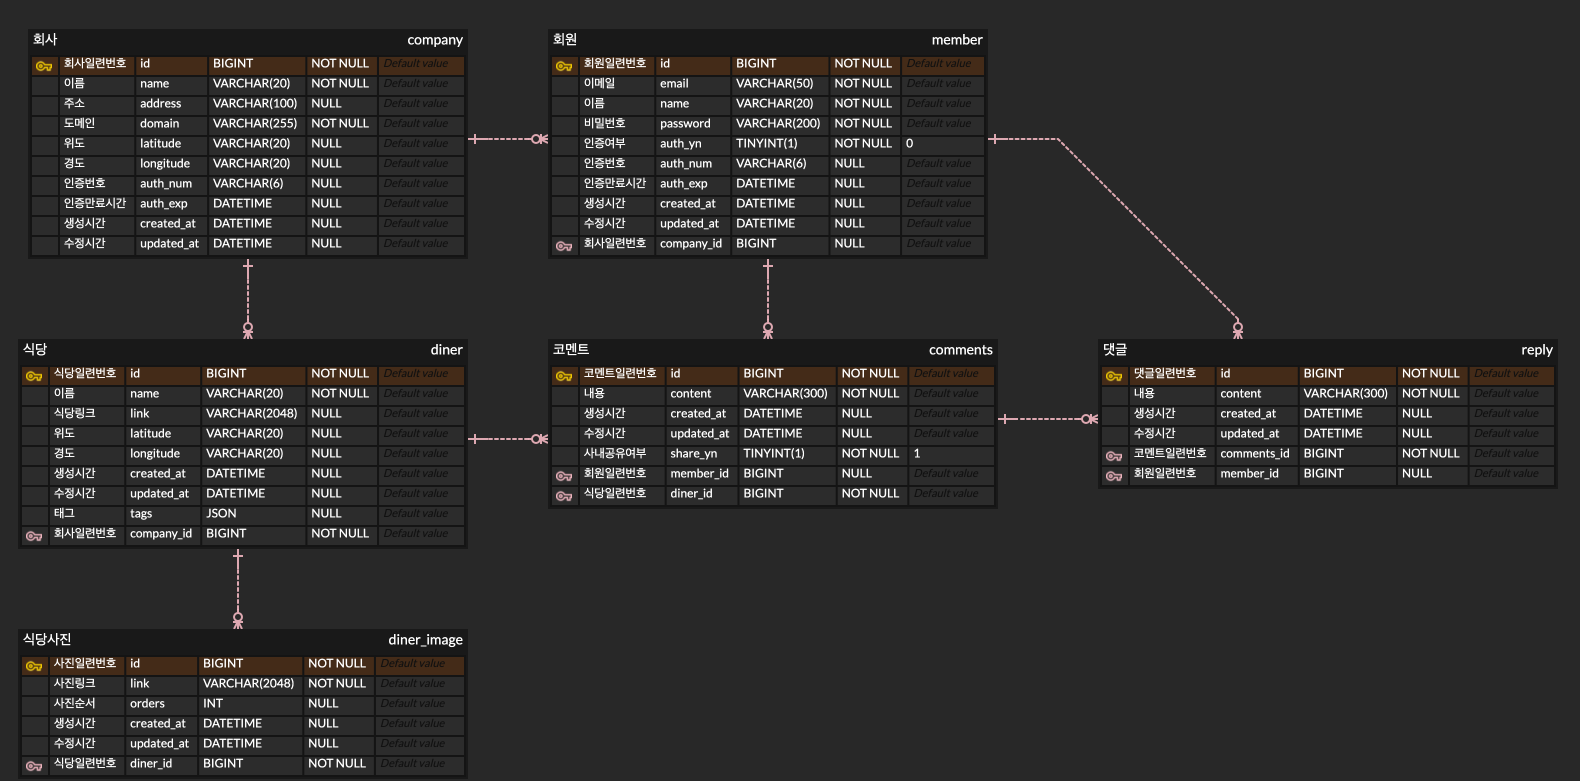 회사 company
회사일련번호 id BIGINT NOT NULL Default value
이름 name VARCHAR(20) NOT NULL Default value
주소 address VARCHAR(100) NULL Default value
도메인 domain VARCHAR(255) NOT NULL Default value
위도 latitude VARCHAR(20) NULL Default value
경도 longitude VARCHAR(20) NULL Default value
인증번호 auth_num VARCHAR(6) NULL Default value
인증만료시간 auth_exp DATETIME NULL Default value
생성시간 created_at DATETIME NULL Default value
수정시간 updated_at DATETIME NULL Default value
회원 member
회원일련번호 id BIGINT NOT NULL Default value
이메일 email VARCHAR(50) NOT NULL Default value
이름 name VARCHAR(20) NOT NULL Default value
비밀번호 password VARCHAR(200) NOT NULL Default value
인증여부 auth_yn TINYINT(1) NOT NULL 0
인증번호 auth_num VARCHAR(6) NULL Default value
인증만료시간 auth_exp DATETIME NULL Default value
생성시간 created_at DATETIME NULL Default value
수정시간 updated_at DATETIME NULL Default value
회사일련번호 company_id BIGINT NULL Default value
식당 diner
식당일련번호 id BIGINT NOT NULL Default value
이름 name VARCHAR(20) NOT NULL Default value
식당링크 link VARCHAR(2048) NULL Default value
위도 latitude VARCHAR(20) NULL Default value
경도 longitude VARCHAR(20) NULL Default value
생성시간 created_at DATETIME NULL Default value
수정시간 updated_at DATETIME NULL Default value
태그 tags JSON NULL Default value
회사일련번호 company_id BIGINT NOT NULL Default value
코멘트 comments
코멘트일련번호 id BIGINT NOT NULL Default value
내용 content VARCHAR(300) NOT NULL Default value
생성시간 created_at DATETIME NULL Default value
수정시간 updated_at DATETIME NULL Default value
사내공유여부 share_yn TINYINT(1) NOT NULL 1
회원일련번호 member_id BIGINT NULL Default value
식당일련번호 diner_id BIGINT NOT NULL Default value
댓글 reply
댓글일련번호 id BIGINT NOT NULL Default value
내용 content VARCHAR(300) NOT NULL Default value
생성시간 created_at DATETIME NULL Default value
수정시간 updated_at DATETIME NULL Default value
코멘트일련번호 comments_id BIGINT NOT NULL Default value
회원일련번호 member_id BIGINT NULL Default value
식당사진 diner_image
사진일련번호 id BIGINT NOT NULL Default value
사진링크 link VARCHAR(2048) NOT NULL Default value
사진순서 orders INT NULL Default value
생성시간 created_at DATETIME NULL Default value
수정시간 updated_at DATETIME NULL Default value
식당일련번호 diner_id BIGINT NOT NULL Default value